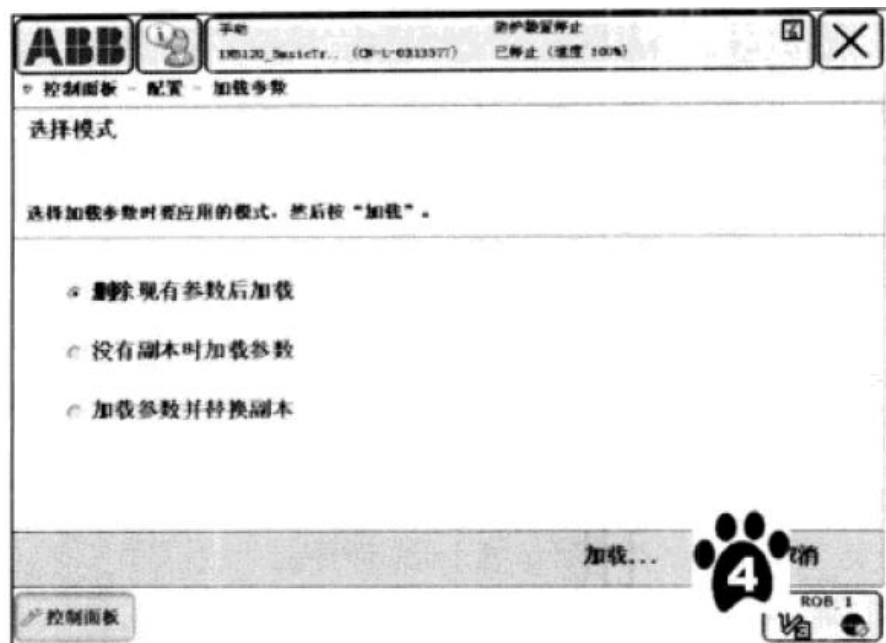 ABB
手动
防护装置停止
IRB120_BasicTr.. (CN-L-0313577)
已停止 (速度 100%)
控制面板 - 配置 - 加载参数
选择模式
选择加载参数时要应用的模式，然后按“加载”。
删除现有参数后加载
没有副本时加载参数
加载参数并替换副本
加载...
消
4
控制面板
ROB_1